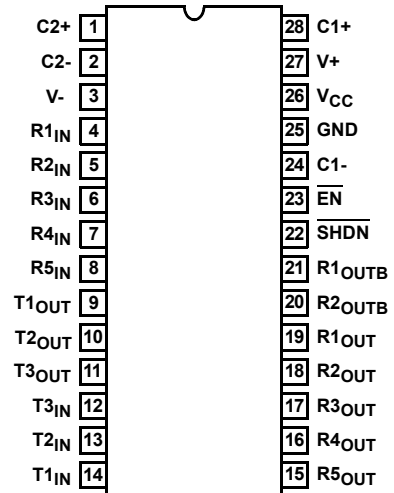 C2+ 1 28 C1+
C2- 2 27 V+
V- 3 26 VCC
R1IN 4 25 GND
R2IN 5 24 C1-
R3IN 6 23 EN
R4IN 7 22 SHDN
R5IN 8 21 R1OUTB
T1OUT 9 20 R2OUTB
T2OUT 10 19 R1OUT
T3OUT 11 18 R2OUT
T3IN 12 17 R3OUT
T2IN 13 16 R4OUT
T1IN 14 15 R5OUT